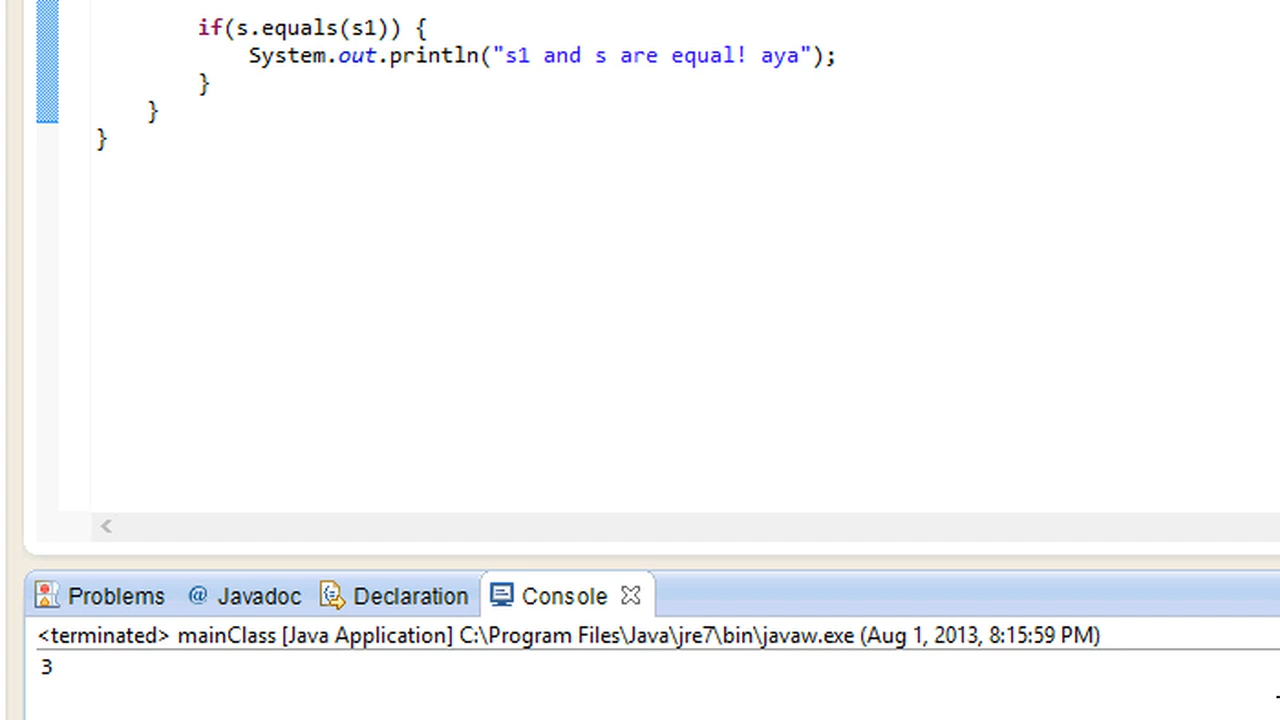 if(s.equals(s1)) {
System.out.println("s1 and s are equal! aya");
}
}
}
Problems @ Javadoc Declaration Console
<terminated> mainClass [Java Application] C:\Program Files\Java\jre7\bin\javaw.exe (Aug 1, 2013, 8:15:59 PM)
3